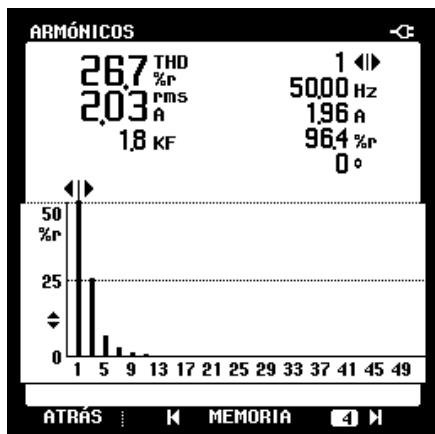 ARMÓNICOS
26,7 THD %r
2,03 rms A
1,8 KF
1
50,00 Hz
1,96 A
96,4 %r
0 º
50
%r
25
0
1 5 9 13 17 21 25 29 33 37 41 45 49
ATRÁS MEMORIA 4